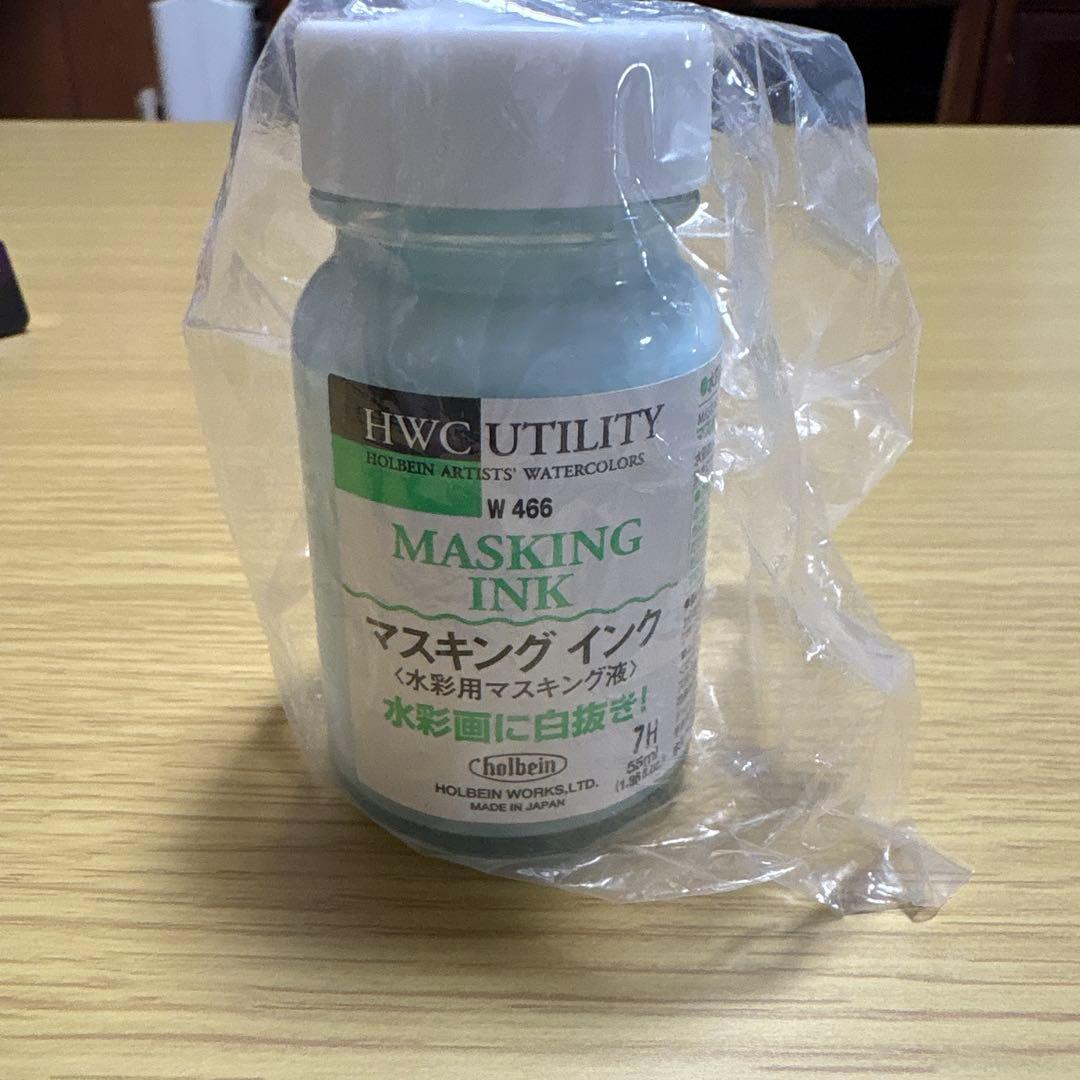 HWC UTILITY
HOLBEIN ARTISTS' WATERCOLORS
W 466
MASKING
INK
マスキング インク
〈水彩用マスキング液〉
水彩画に白抜き!
7H
55ml
holbein
HOLBEIN WORKS,LTD.
MADE IN JAPAN